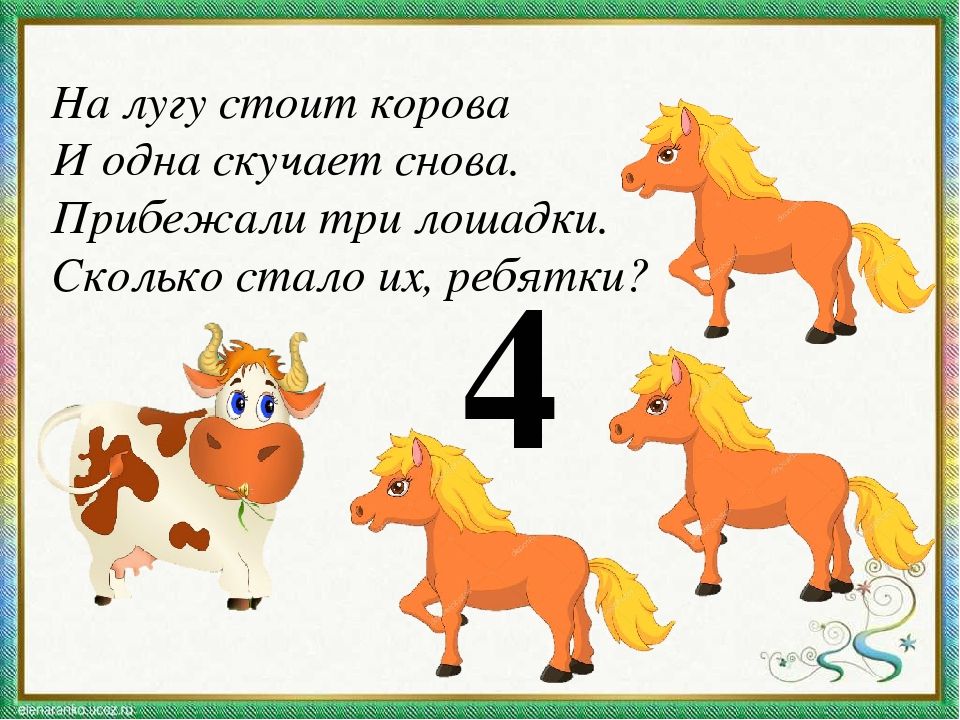 На лугу стоит корова
И одна скучает снова.
Прибежали три лошадки.
Сколько стало их, ребятки?
4
elenaranko.ucoz.ru